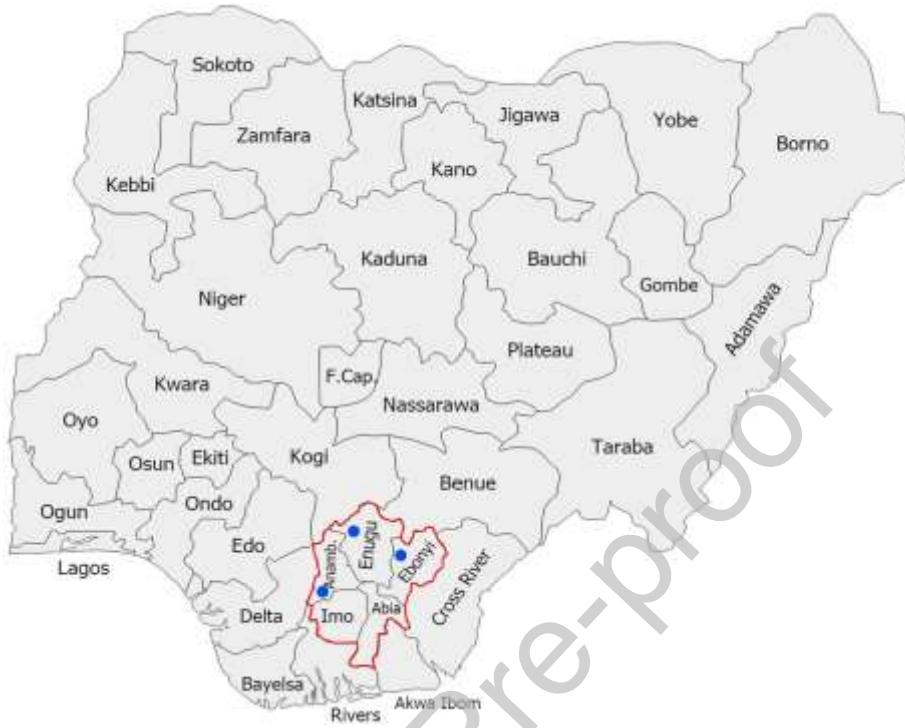 Sokoto
Katsina
Jigawa
Yobe
Zamfara
Borno
Kano
Kebbi
Kaduna
Bauchi
Gombe
Niger
Adamawa
Plateau
F.Cap.
Kwara
Nassarawa
Oyo
Taraba
Osun
Ekiti
Kogi
Benue
Ondo
Ogun
Edo
Enugu
Ebonyi
Anamb.
Lagos
Cross River
Delta
Imo
Abia
Bayelsa
Akwa Ibom
Rivers
Pre-proof